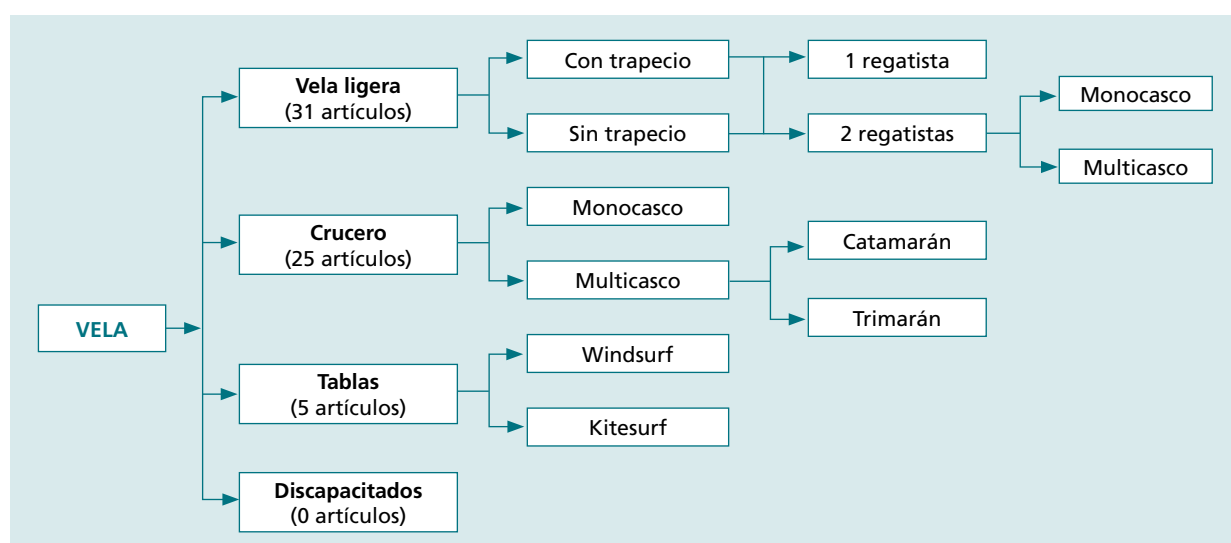 VELA
Vela ligera
(31 artículos)
Con trapecio
Sin trapecio
1 regatista
2 regatistas
Monocasco
Multicasco
Crucero
(25 artículos)
Monocasco
Multicasco
Catamarán
Trimarán
Tablas
(5 artículos)
Windsurf
Kitesurf
Discapacitados
(0 artículos)